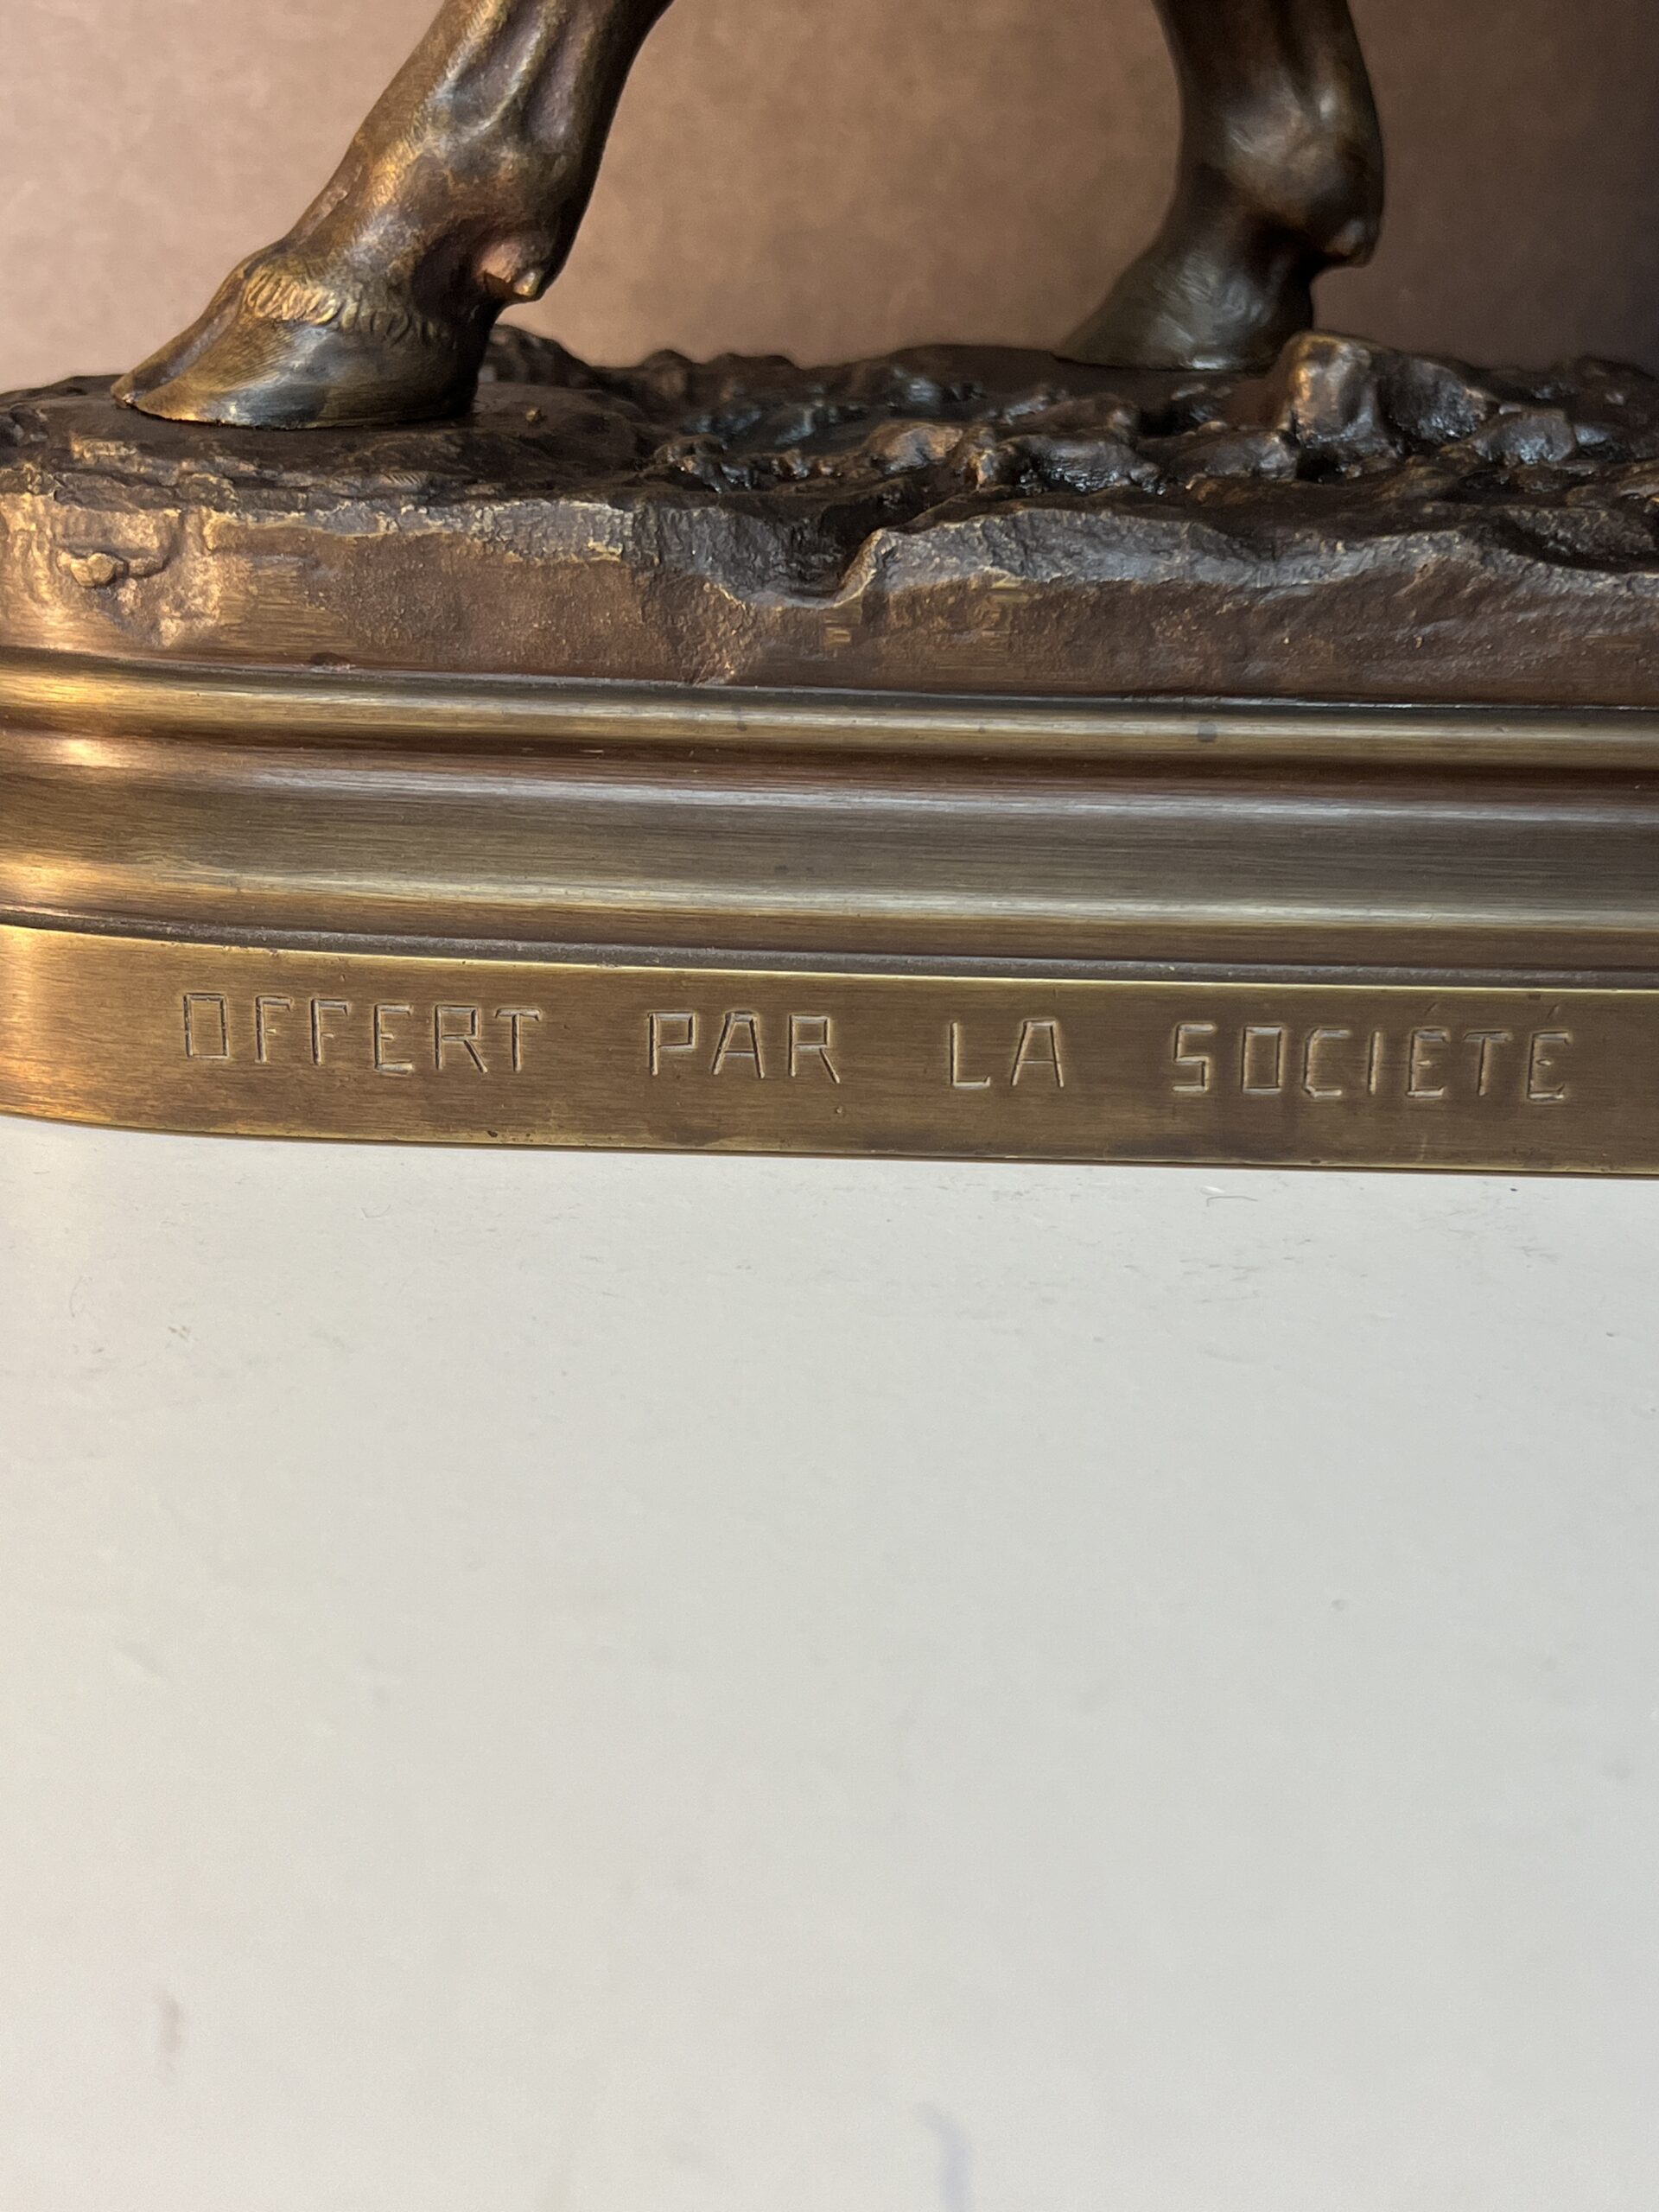 OFFERT PAR LA SOCIÉTÉ